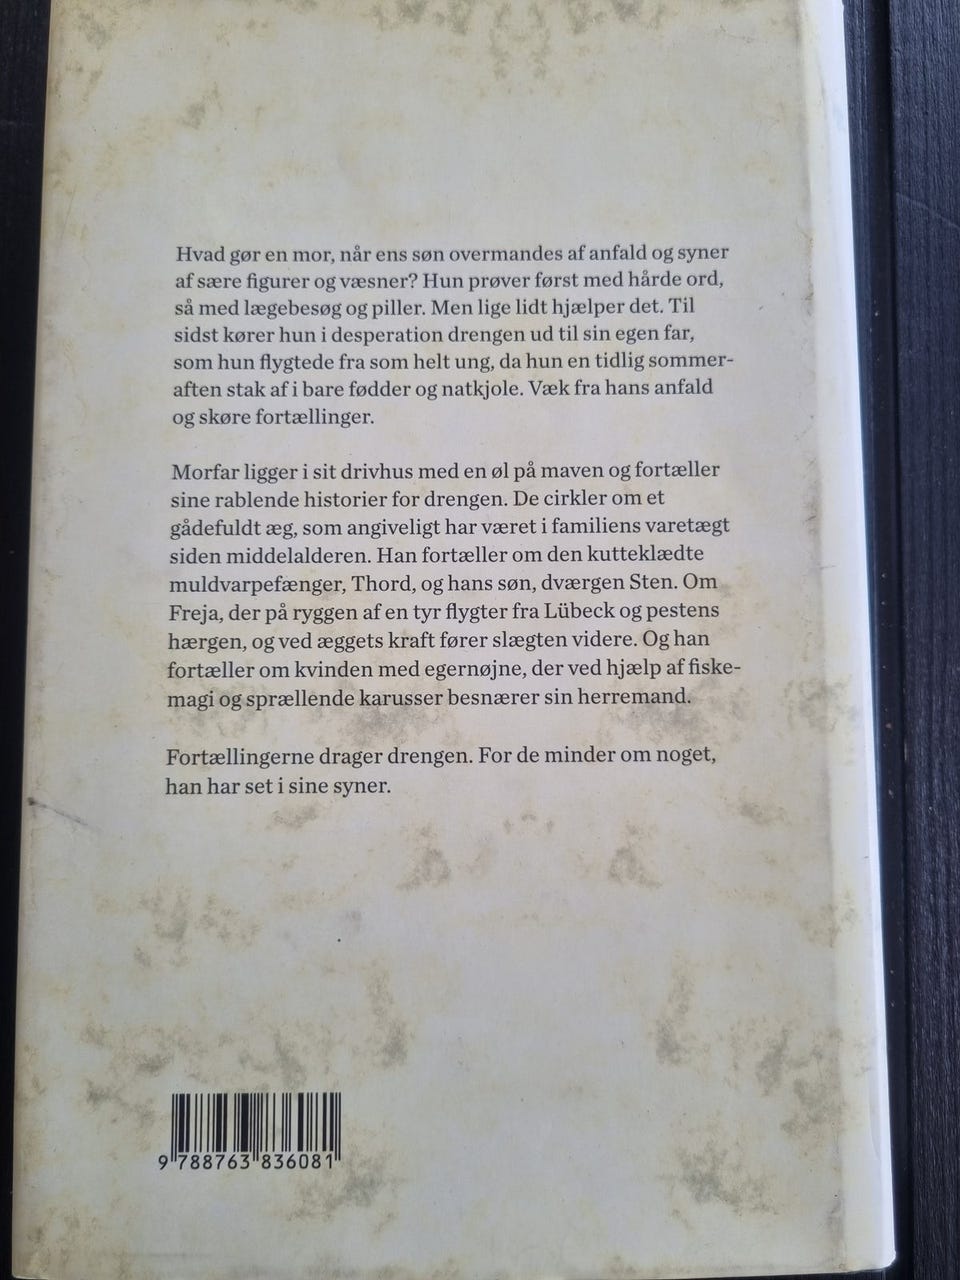 Hvad gør en mor, når ens søn overmandes af anfald og syner
af sære figurer og væsner? Hun prøver først med hårde ord,
så med lægebesøg og piller. Men lige lidt hjælper det. Til
sidst kører hun i desperation drengen ud til sin egen far,
som hun flygtede fra som helt ung, da hun en tidlig sommer-
aften stak af i bare fødder og natkjole. Væk fra hans anfald
og skøre fortællinger.
Morfar ligger i sit drivhus med en øl på maven og fortæller
sine rablende historier for drengen. De cirkler om et
gådefuldt æg, som angiveligt har været i familiens varetægt
siden middelalderen. Han fortæller om den kutteklædte
muldvarpefænger, Thord, og hans søn, dværgen Sten. Om
Freja, der på ryggen af en tyr flygter fra Lübeck og pestens
hærgen, og ved æggets kraft fører slægten videre. Og han
fortæller om kvinden med egernøjne, der ved hjælp af fiske-
magi og sprællende karusser besnærer sin herremand.
Fortællingerne drager drengen. For de minder om noget,
han har set i sine syner.
9 788763 836081